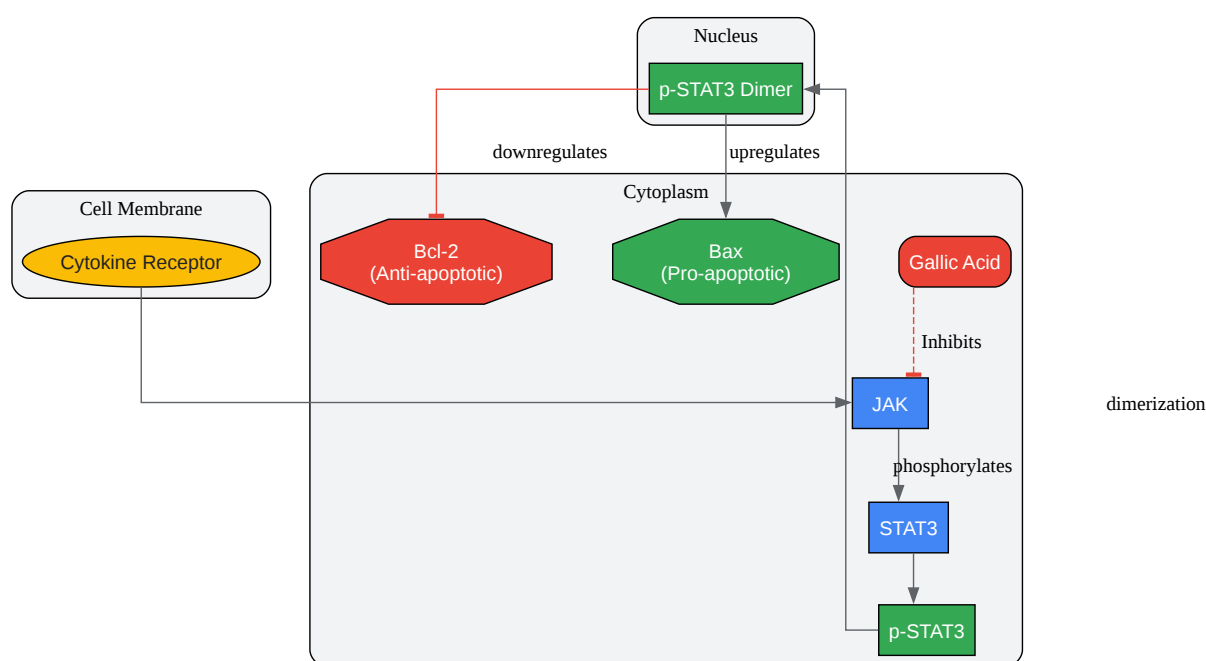 Nucleus
p-STAT3 Dimer
downregulates
upregulates
Cell Membrane
Cytokine Receptor
Cytoplasm
Bcl-2
(Anti-apoptotic)
Bax
(Pro-apoptotic)
Gallic Acid
Inhibits
JAK
dimerization
phosphorylates
STAT3
p-STAT3